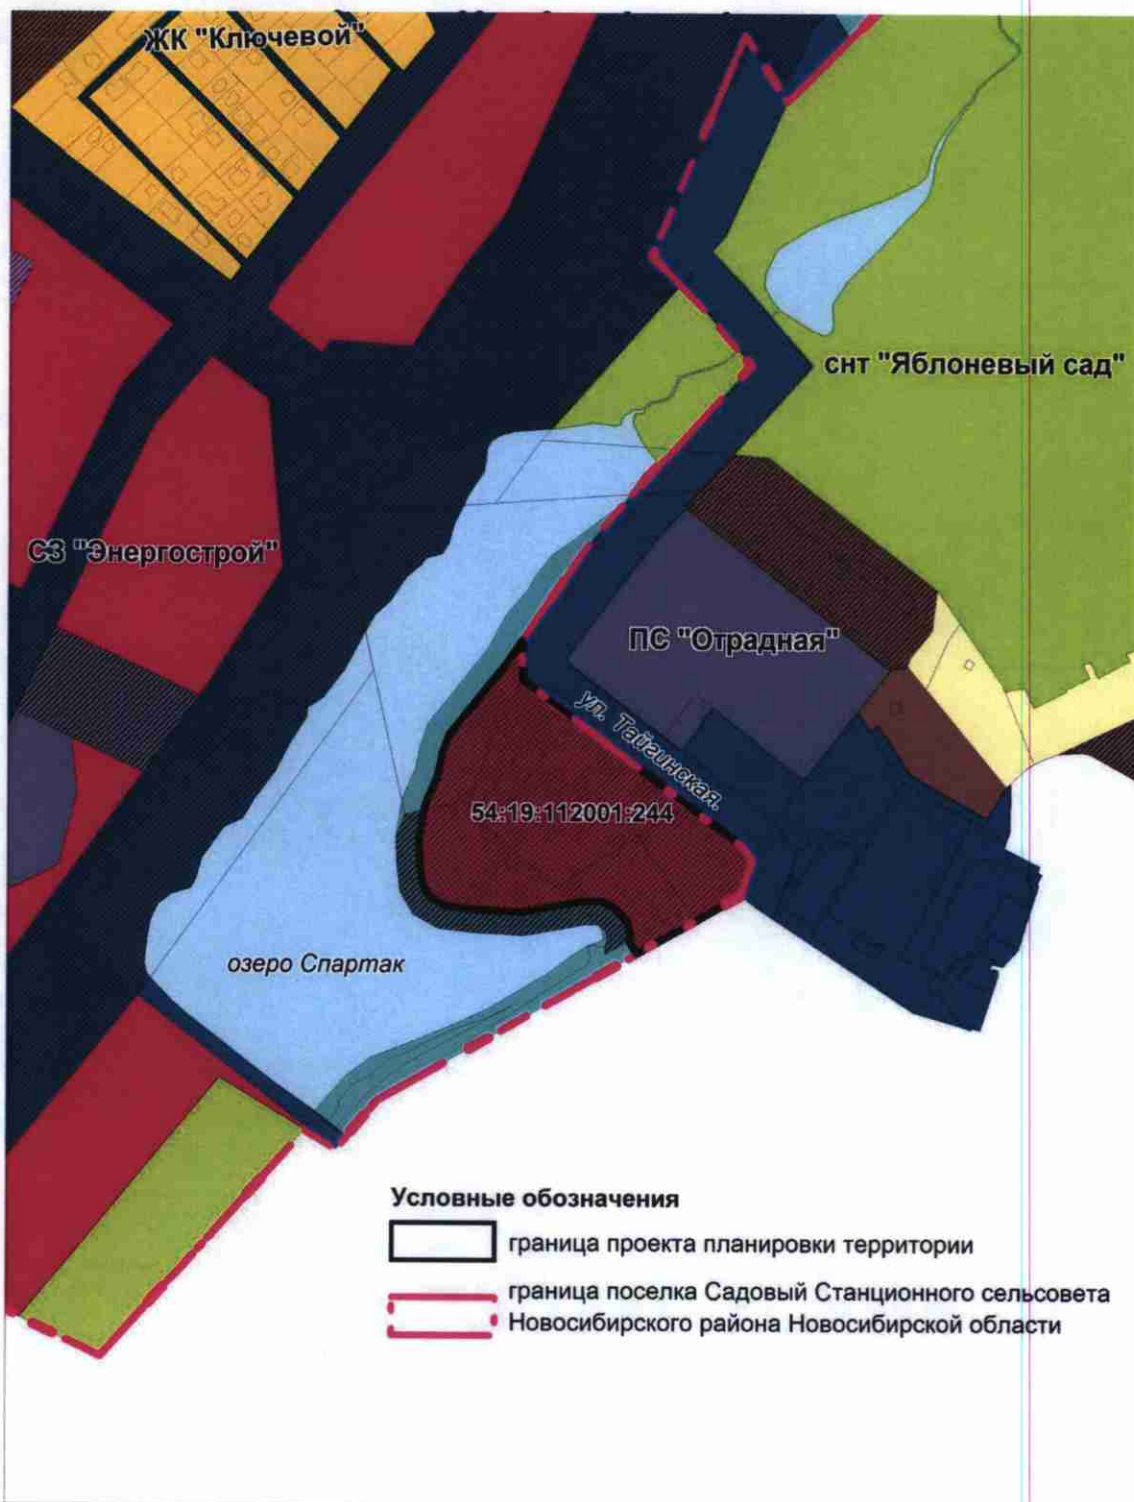 ЖК "Ключевой"
снт "Яблоневый сад"
СЗ "Энергострой"
ПС "Отрадная"
ул. Тайгинская.
54:19:112001:244
озеро Спартак
Условные обозначения
граница проекта планировки территории
граница поселка Садовый Станционного сельсовета
Новосибирского района Новосибирской области